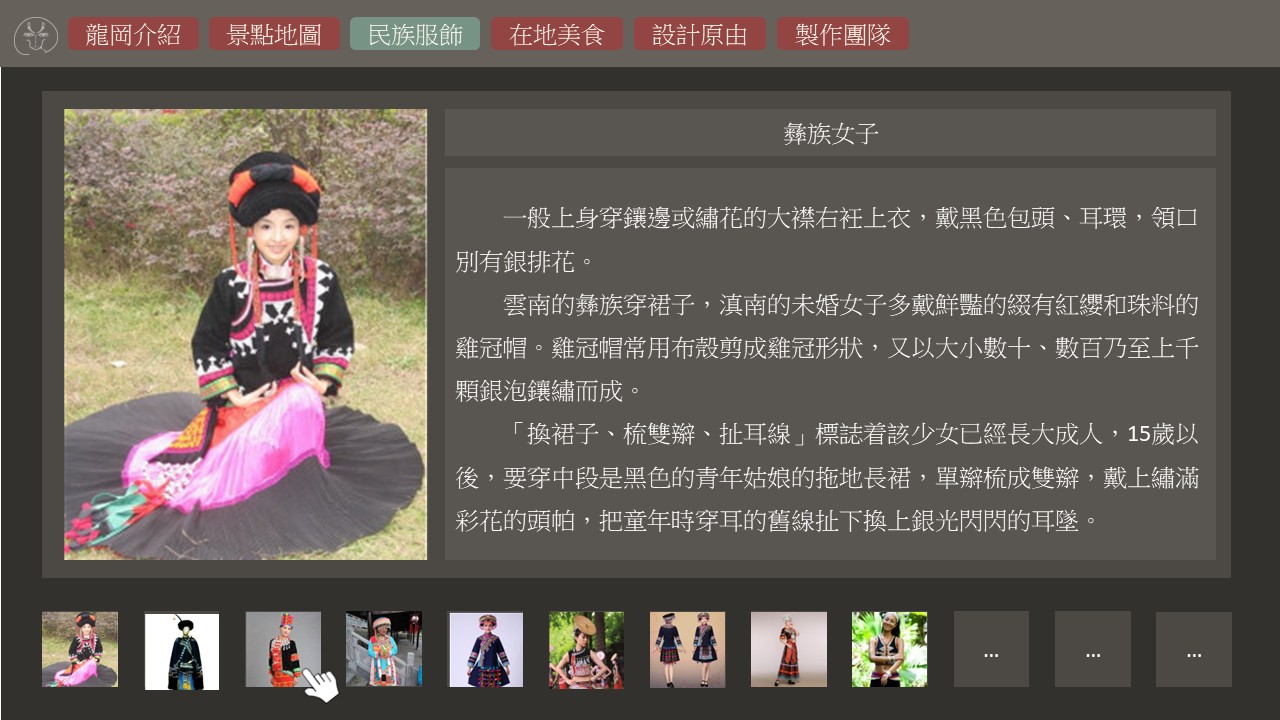 龍岡介紹
景點地圖
民族服飾
在地美食
設計原由
製作團隊
彝族女子
一般上身穿鑲邊或繡花的大襟右衽上衣，戴黑色包頭、耳環，領口
別有銀排花。
雲南的彝族穿裙子，滇南的未婚女子多戴鮮豔的綴有紅纓和珠料的
雞冠帽。雞冠帽常用布殼剪成雞冠形狀，又以大小數十、數百乃至上千
顆銀泡鑲繡而成。
「換裙子、梳雙辮、扯耳線」標誌着該少女已經長大成人，15歲以
後，要穿中段是黑色的青年姑娘的拖地長裙，單辮梳成雙辮，戴上繡滿
彩花的頭帕，把童年時穿耳的舊線扯下換上銀光閃閃的耳墜。
...
...
...